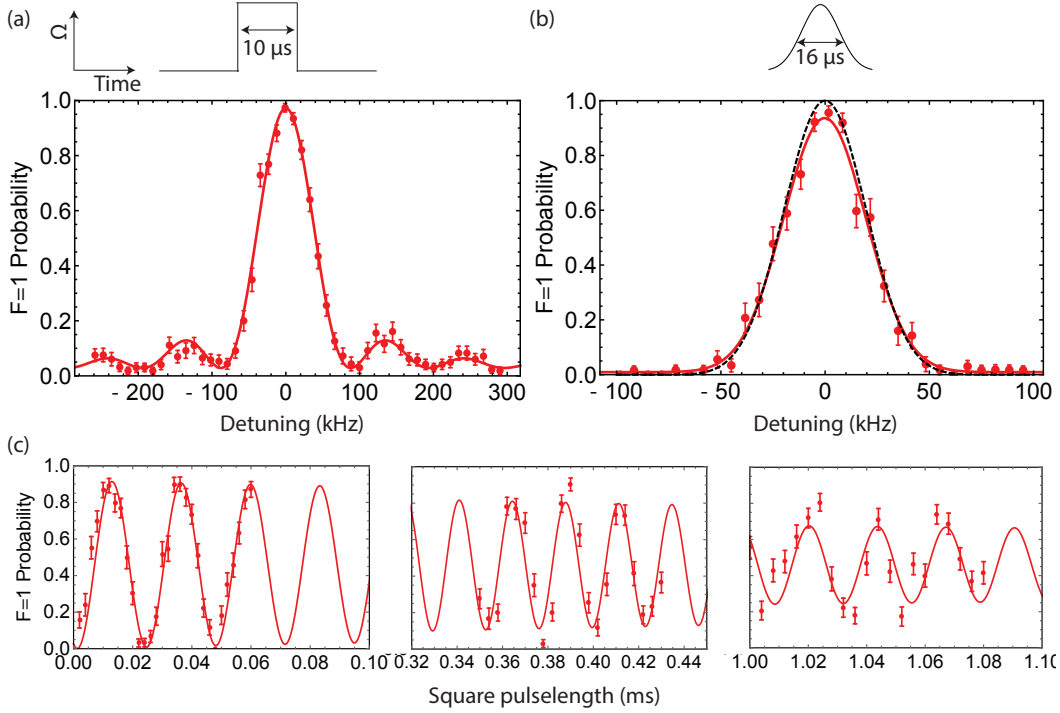 (a)
(b)
Ω
10 μs
16 μs
Time
1.0
0.8
0.6
0.4
0.2
0.0
F=1 Probability
- 200
- 100
0
100
200
300
Detuning (kHz)
1.0
0.8
0.6
0.4
0.2
0.0
F=1 Probability
- 100
- 50
0
50
100
Detuning (kHz)
(c)
1.0
0.8
0.6
0.4
0.2
0.0
F=1 Probability
0.00 0.02 0.04 0.06 0.08 0.10
0.32 0.34 0.36 0.38 0.40 0.42 0.44
1.00 1.02 1.04 1.06 1.08 1.10
Square pulselength (ms)